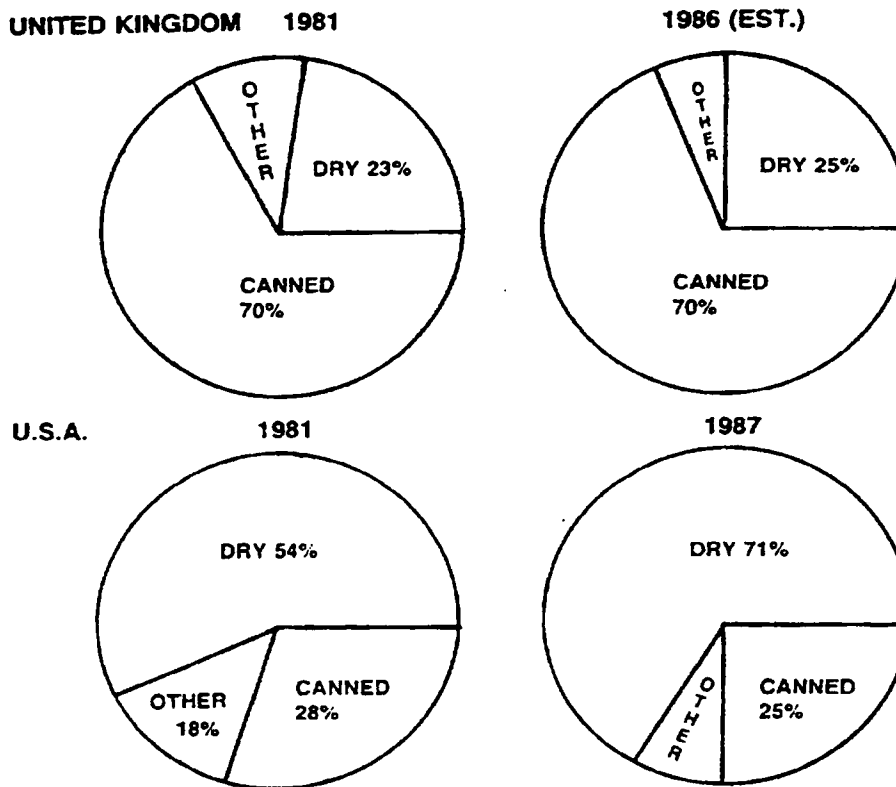 UNITED KINGDOM 1981
1986 (EST.)
OTHER
DRY 23%
CANNED
70%
OTHER
DRY 25%
CANNED
70%
U.S.A.
1981
1987
DRY 54%
OTHER
18%
CANNED
28%
DRY 71%
OTHER
CANNED
25%